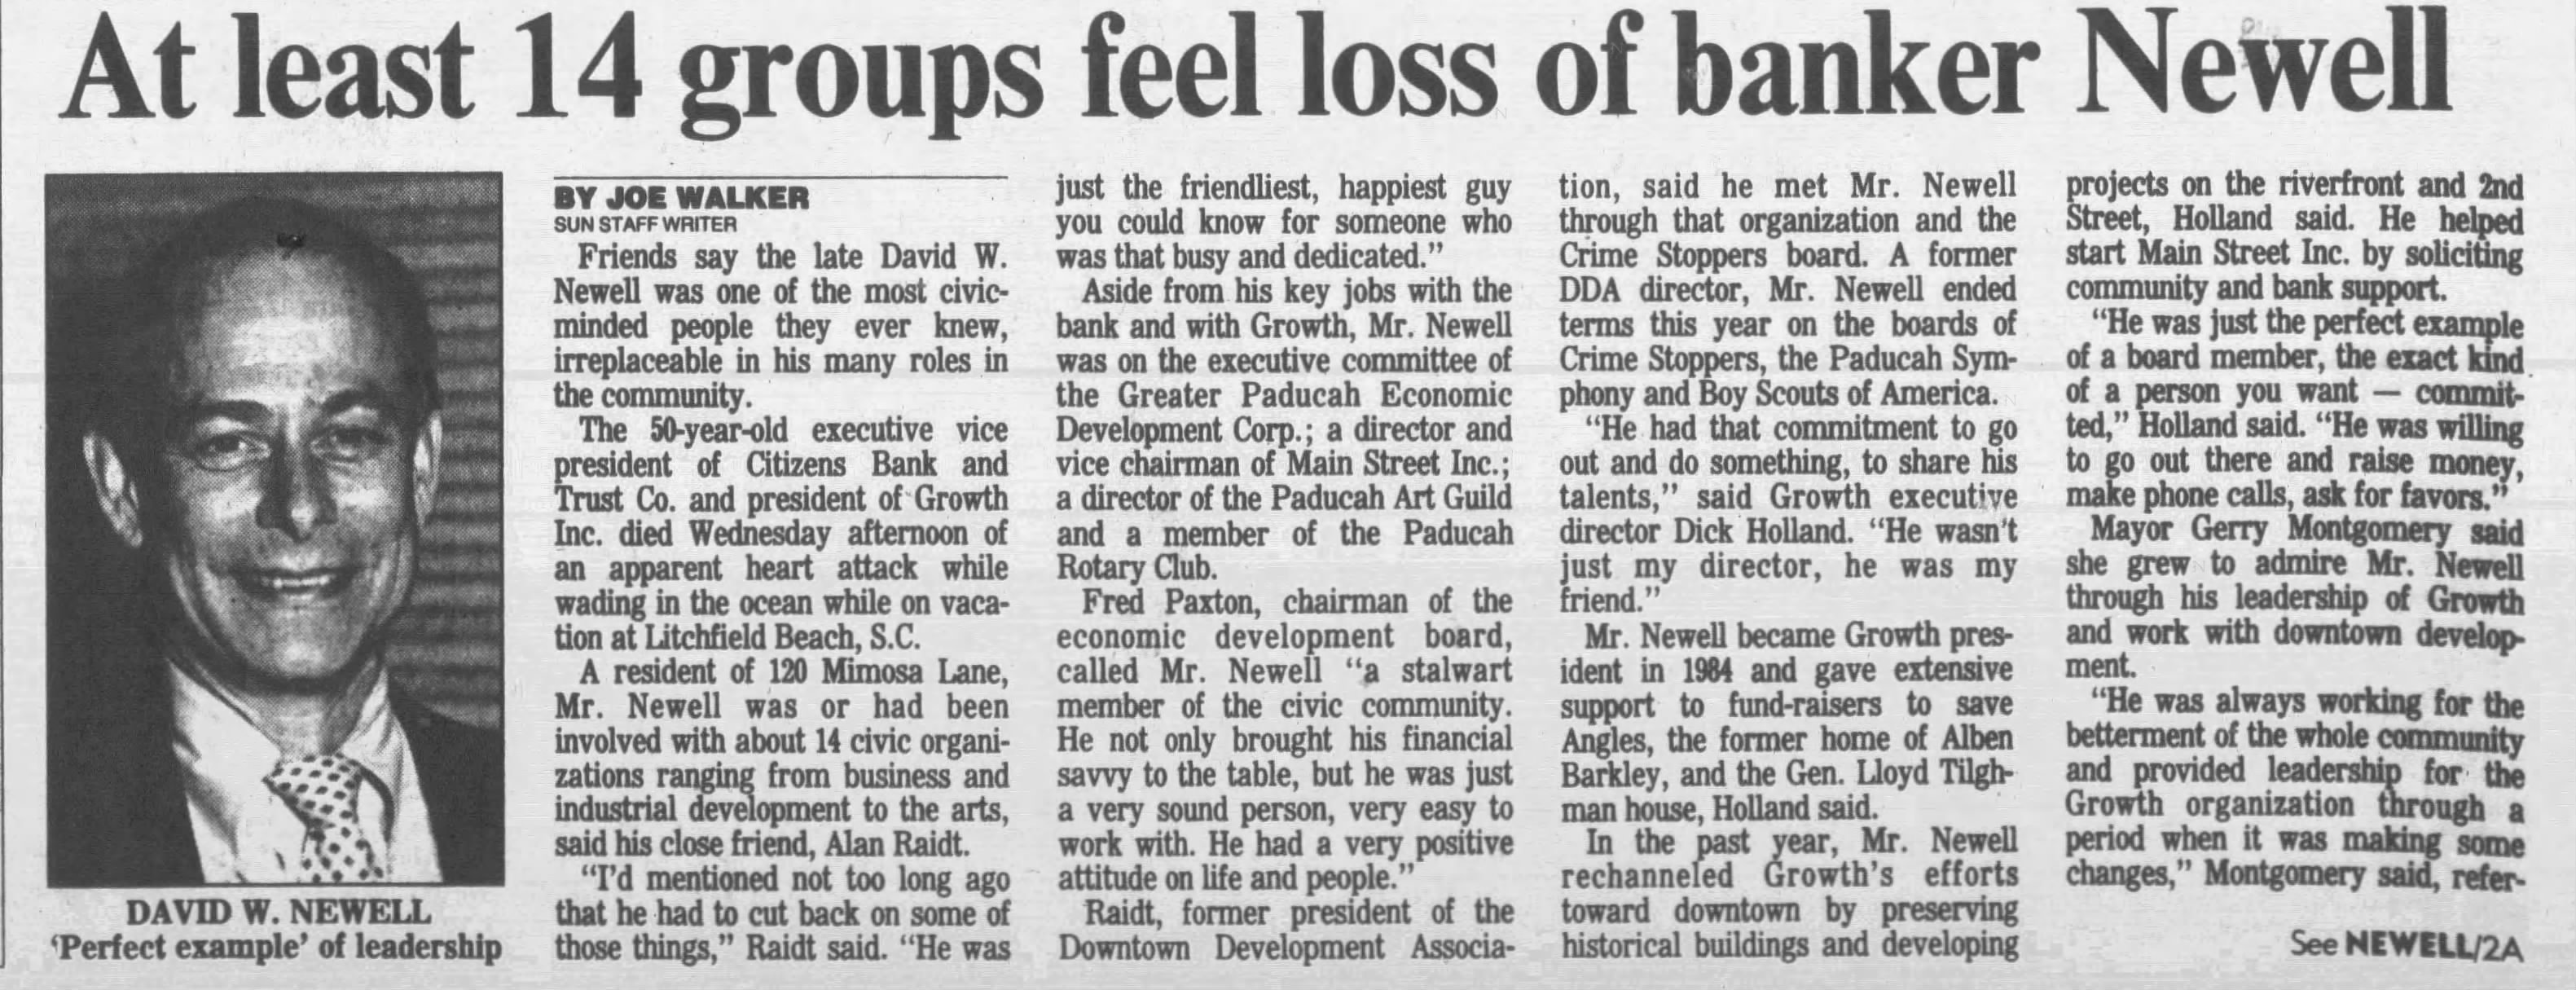 At least 14 groups feel loss of banker Newell
DAVID W. NEWELL
'Perfect example' of leadership
BY JOE WALKER
SUN STAFF WRITER
Friends say the late David W.
Newell was one of the most civic-
minded people they ever knew,
irreplaceable in his many roles in
the community.
The 50-year-old executive vice
president of Citizens Bank and
Trust Co. and president of Growth
Inc. died Wednesday afternoon of
an apparent heart attack while
wading in the ocean while on vaca-
tion at Litchfield Beach, S.C.
A resident of 120 Mimosa Lane,
Mr. Newell was or had been
involved with about 14 civic organi-
zations ranging from business and
industrial development to the arts,
said his close friend, Alan Raidt.
"I'd mentioned not too long ago
that he had to cut back on some of
those things," Raidt said. "He was
just the friendliest, happiest guy
you could know for someone who
was that busy and dedicated."
Aside from his key jobs with the
bank and with Growth, Mr. Newell
was on the executive committee of
the Greater Paducah Economic
Development Corp.; a director and
vice chairman of Main Street Inc.;
a director of the Paducah Art Guild
and a member of the Paducah
Rotary Club.
Fred Paxton, chairman of the
economic development board,
called Mr. Newell "a stalwart
member of the civic community.
He not only brought his financial
savvy to the table, but he was just
a very sound person, very easy to
work with. He had a very positive
attitude on life and people."
Raidt, former president of the
Downtown Development Associa-
tion, said he met Mr. Newell
through that organization and the
Crime Stoppers board. A former
DDA director, Mr. Newell ended
terms this year on the boards of
Crime Stoppers, the Paducah Sym-
phony and Boy Scouts of America.
"He had that commitment to go
out and do something, to share his
talents," said Growth executive
director Dick Holland. "He wasn't
just my director, he was my
friend."
Mr. Newell became Growth pres-
ident in 1984 and gave extensive
support to fund-raisers to save
Angles, the former home of Alben
Barkley, and the Gen. Lloyd Tilgh-
man house, Holland said.
In the past year, Mr. Newell
rechanneled Growth's efforts
toward downtown by preserving
historical buildings and developing
projects on the riverfront and 2nd
Street, Holland said. He helped
start Main Street Inc. by soliciting
community and bank support.
"He was just the perfect example
of a board member, the exact kind
of a person you want — commit-
ted," Holland said. "He was willing
to go out there and raise money,
make phone calls, ask for favors."
Mayor Gerry Montgomery said
she grew to admire Mr. Newell
through his leadership of Growth
and work with downtown develop-
ment.
"He was always working for the
betterment of the whole community
and provided leadership for the
Growth organization through a
period when it was making some
changes," Montgomery said, refer-
See NEWELL/2A